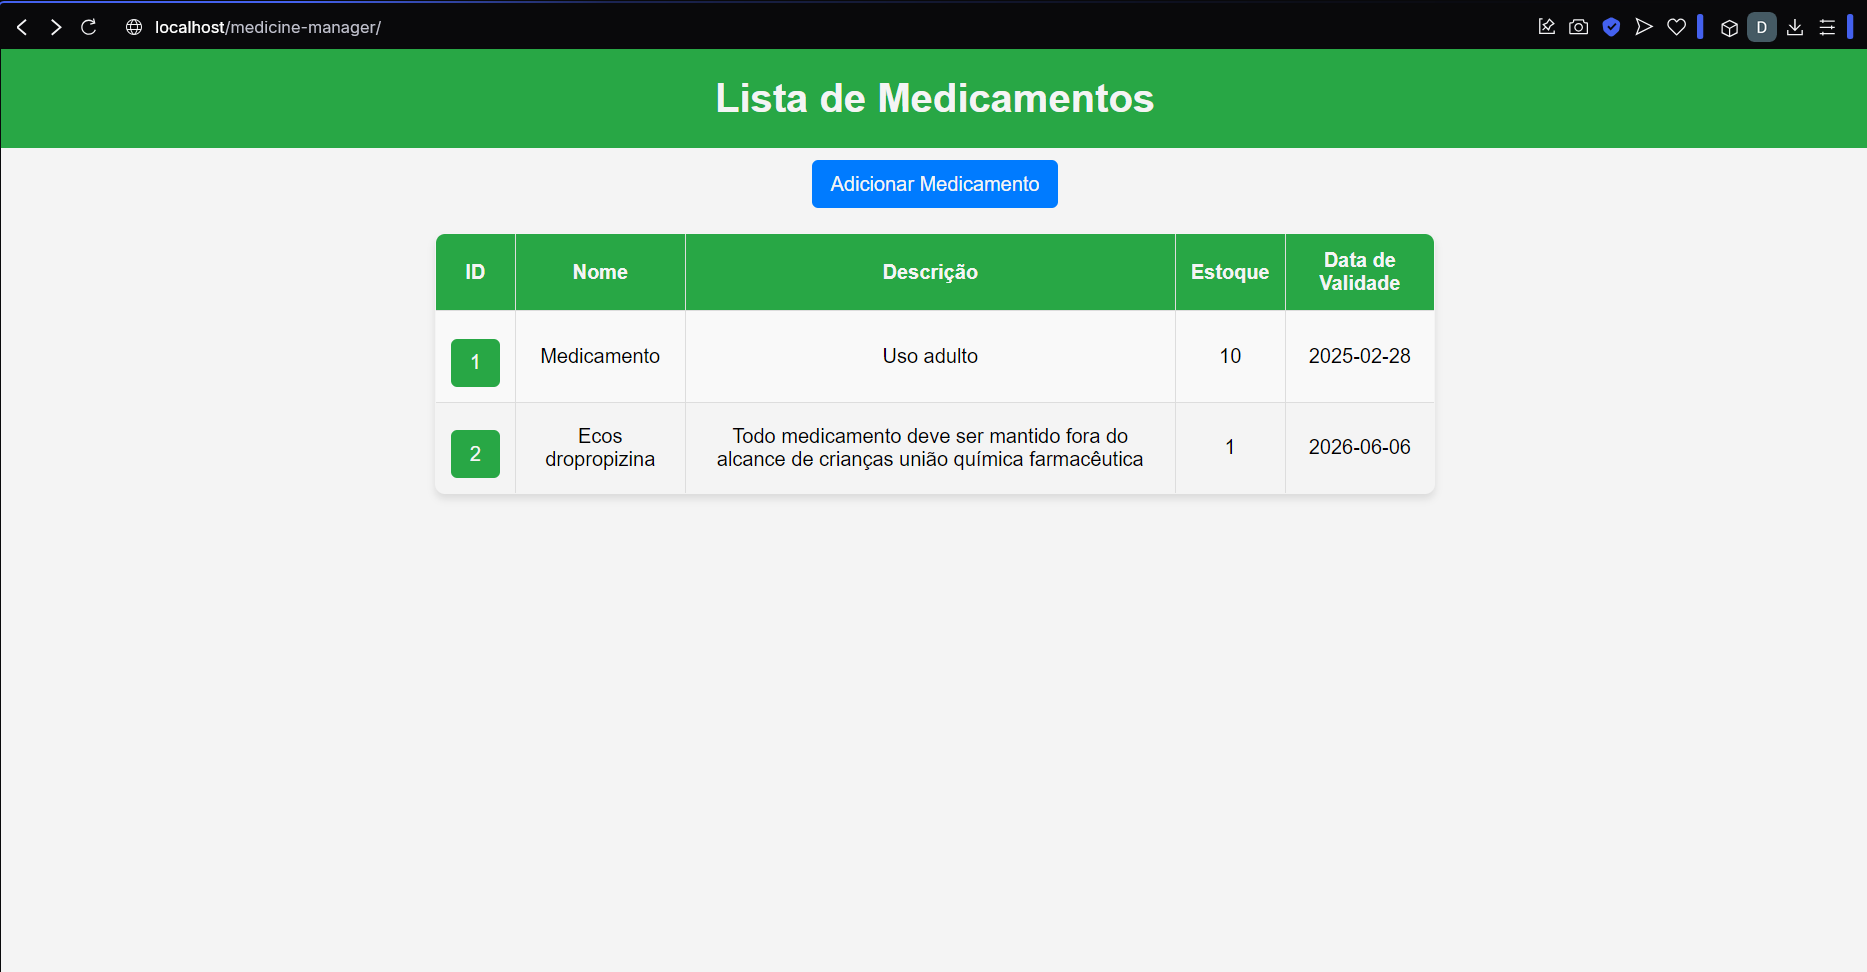 localhost/medicine-manager/
D
Lista de Medicamentos
Adicionar Medicamento
ID Nome Descrição Estoque Data de
Validade
1 Medicamento Uso adulto 10 2025-02-28
2 Ecos
dropropizina Todo medicamento deve ser mantido fora do
alcance de crianças união química farmacêutica 1 2026-06-06